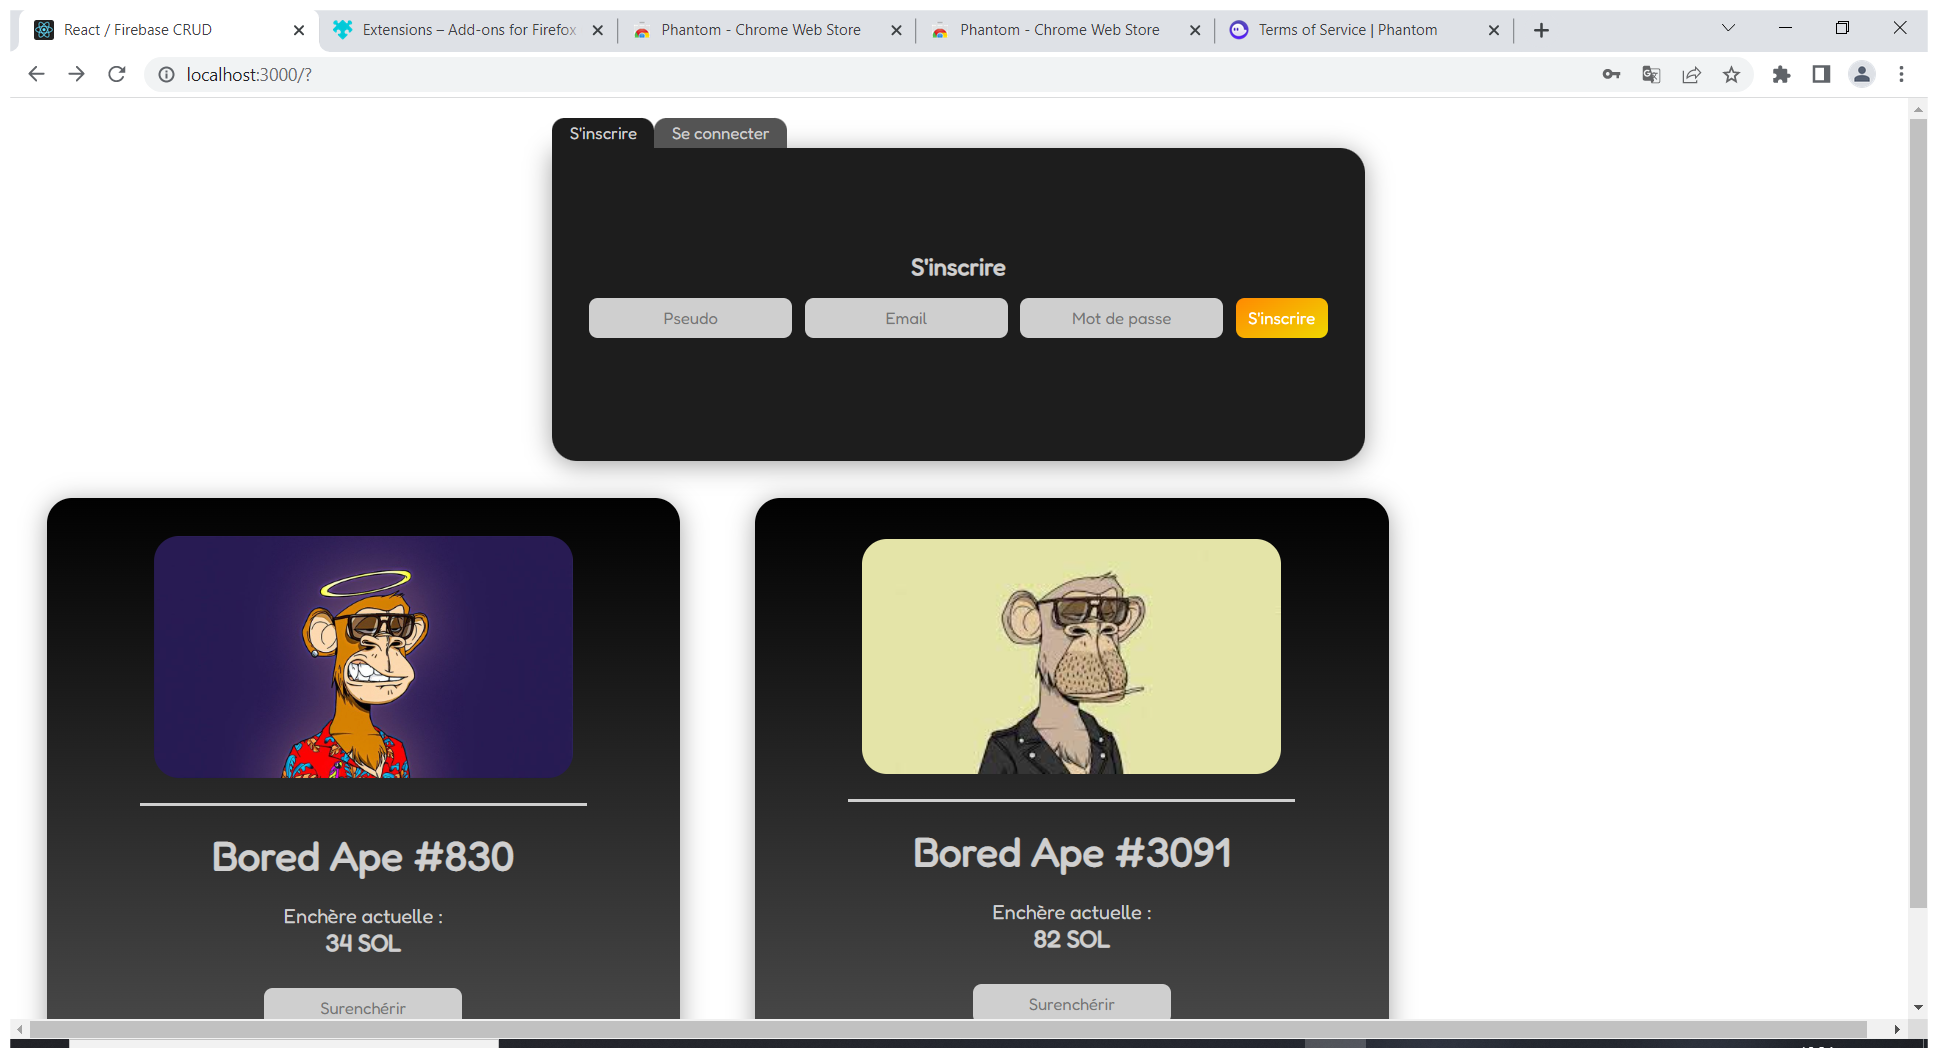 React / Firebase CRUD
Extensions – Add-ons for Firefox
Phantom - Chrome Web Store
Phantom - Chrome Web Store
Terms of Service | Phantom
localhost:3000/?
S'inscrire
Se connecter
S'inscrire
Pseudo
Email
Mot de passe
S'inscrire
Bored Ape #830
Enchère actuelle :
34 SOL
Surenchérir
Bored Ape #3091
Enchère actuelle :
82 SOL
Surenchérir